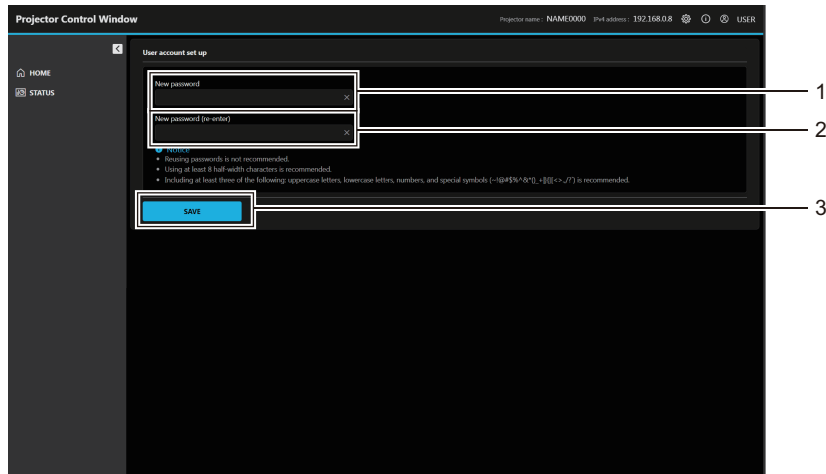 Projector Control Window
Projector name : NAME0000 IPv4 address : 192.168.0.8 USER
HOME
STATUS
User account set up
New password
New password (re-enter)
Notice
• Reusing passwords is not recommended.
• Using at least 8 half-width characters is recommended.
• Including at least three of the following: uppercase letters, lowercase letters, numbers, and special symbols is recommended.
SAVE
1
2
3